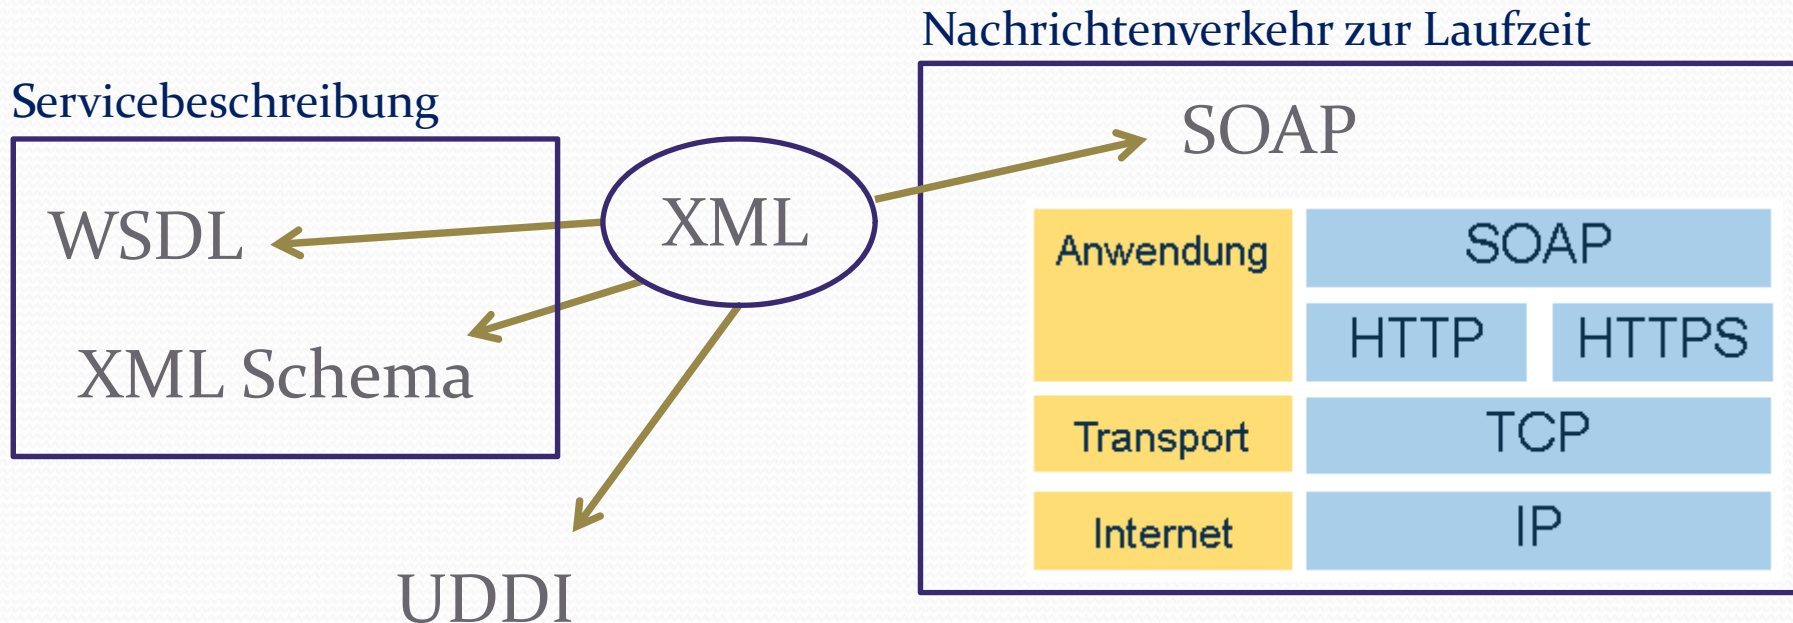 Nachrichtenverkehr zur Laufzeit
Servicebeschreibung
SOAP
WSDL
XML
XML Schema
UDDI
Anwendung
SOAP
HTTP
HTTPS
Transport
TCP
Internet
IP